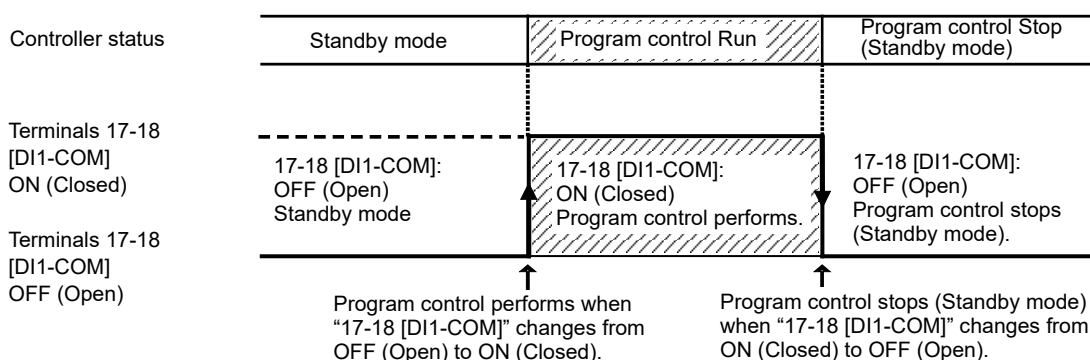 Controller status
Standby mode
Program control Run
Program control Stop
(Standby mode)
Terminals 17-18
[DI1-COM]
ON (Closed)
17-18 [DI1-COM]:
OFF (Open)
Standby mode
17-18 [DI1-COM]:
ON (Closed)
Program control performs.
17-18 [DI1-COM]:
OFF (Open)
Program control stops
(Standby mode).
Terminals 17-18
[DI1-COM]
OFF (Open)
Program control performs when
“17-18 [DI1-COM]” changes from
OFF (Open) to ON (Closed).
Program control stops (Standby mode)
when “17-18 [DI1-COM]” changes from
ON (Closed) to OFF (Open).